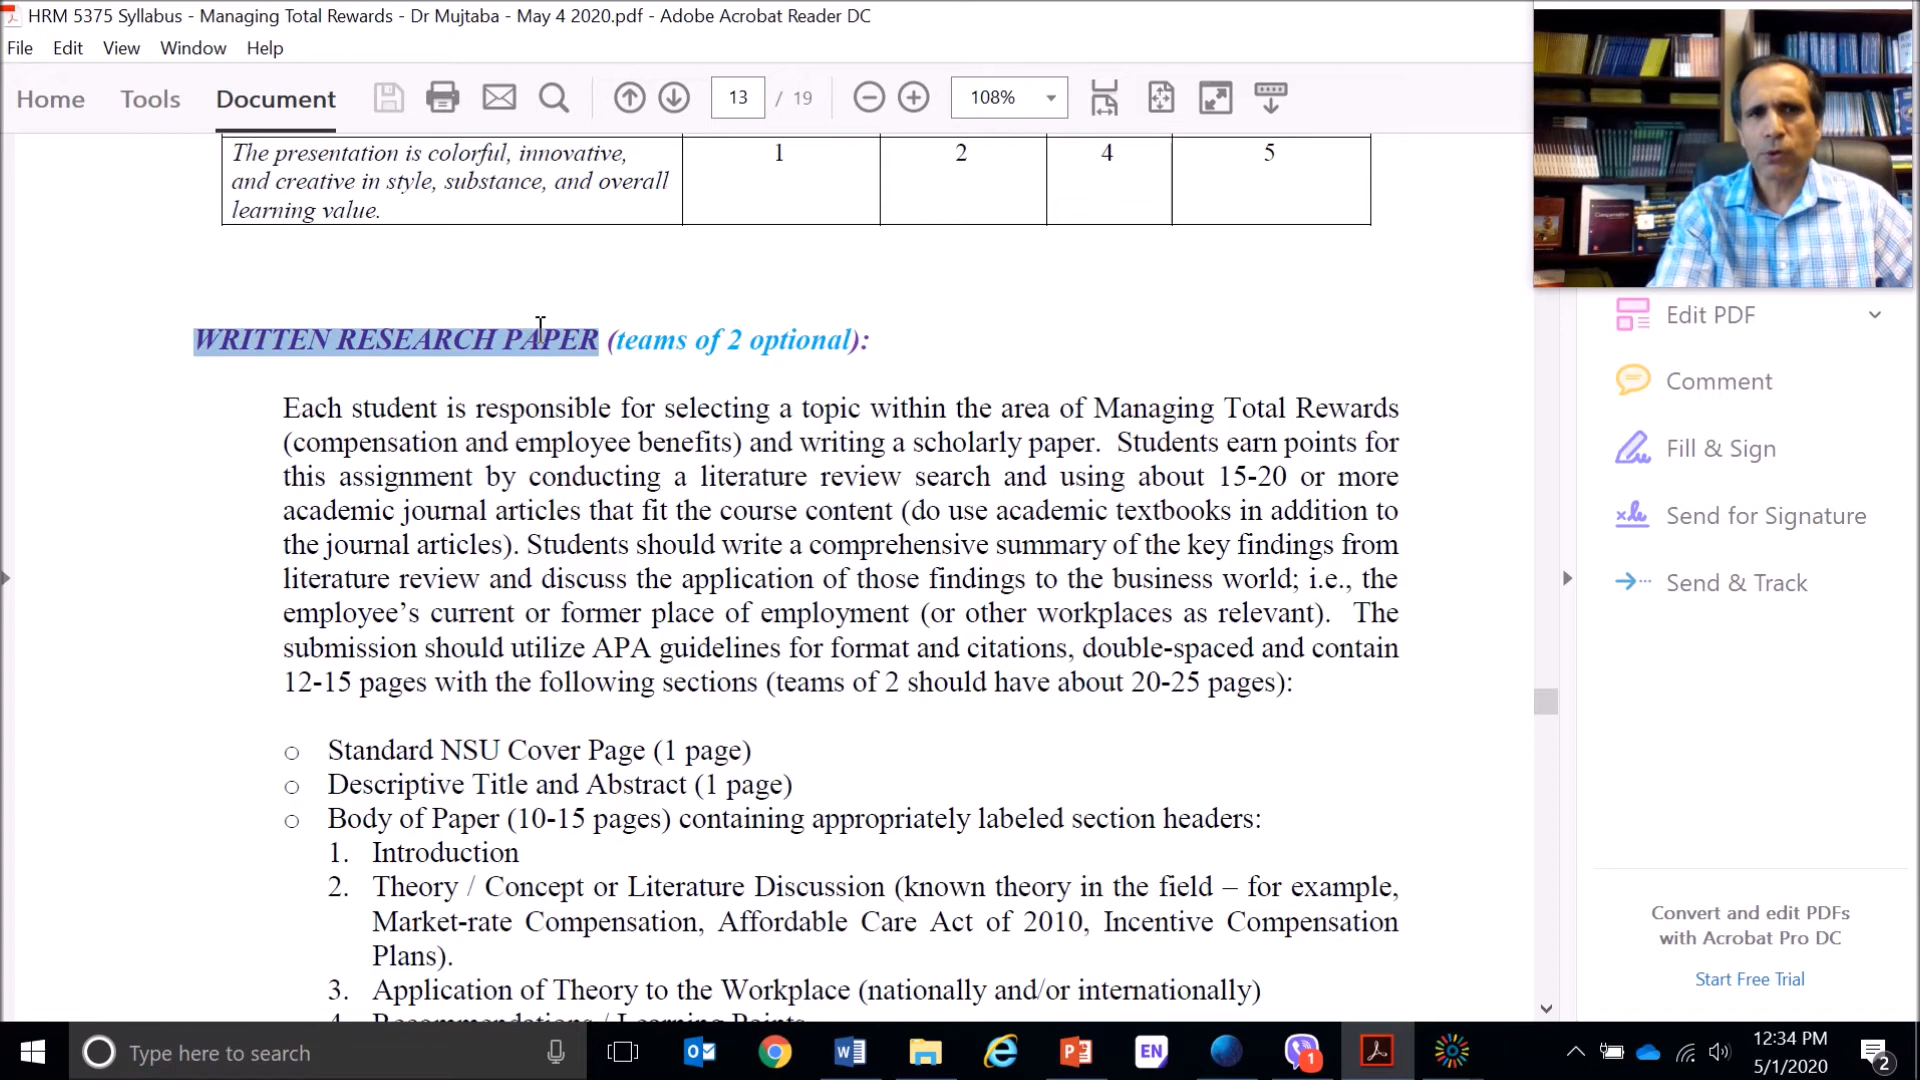 HRM 5375 Syllabus - Managing Total Rewards - Dr Mujtaba - May 4 2020.pdf - Adobe Acrobat Reader DC
File Edit View Window Help
Home Tools Document 13 / 19 108%
The presentation is colorful, innovative, 1 2 4 5
and creative in style, substance, and overall
learning value.
WRITTEN RESEARCH PAPER (teams of 2 optional):
Each student is responsible for selecting a topic within the area of Managing Total Rewards
(compensation and employee benefits) and writing a scholarly paper. Students earn points for
this assignment by conducting a literature review search and using about 15-20 or more
academic journal articles that fit the course content (do use academic textbooks in addition to
the journal articles). Students should write a comprehensive summary of the key findings from
literature review and discuss the application of those findings to the business world; i.e., the
employee’s current or former place of employment (or other workplaces as relevant). The
submission should utilize APA guidelines for format and citations, double-spaced and contain
12-15 pages with the following sections (teams of 2 should have about 20-25 pages):
○ Standard NSU Cover Page (1 page)
○ Descriptive Title and Abstract (1 page)
○ Body of Paper (10-15 pages) containing appropriately labeled section headers:
1. Introduction
2. Theory / Concept or Literature Discussion (known theory in the field – for example,
Market-rate Compensation, Affordable Care Act of 2010, Incentive Compensation
Plans).
3. Application of Theory to the Workplace (nationally and/or internationally)
4. Recommendations / Learning Points
Edit PDF
Comment
Fill & Sign
Send for Signature
Send & Track
Convert and edit PDFs
with Acrobat Pro DC
Start Free Trial
Compensation
Type here to search
EN
1
12:34 PM
5/1/2020
2